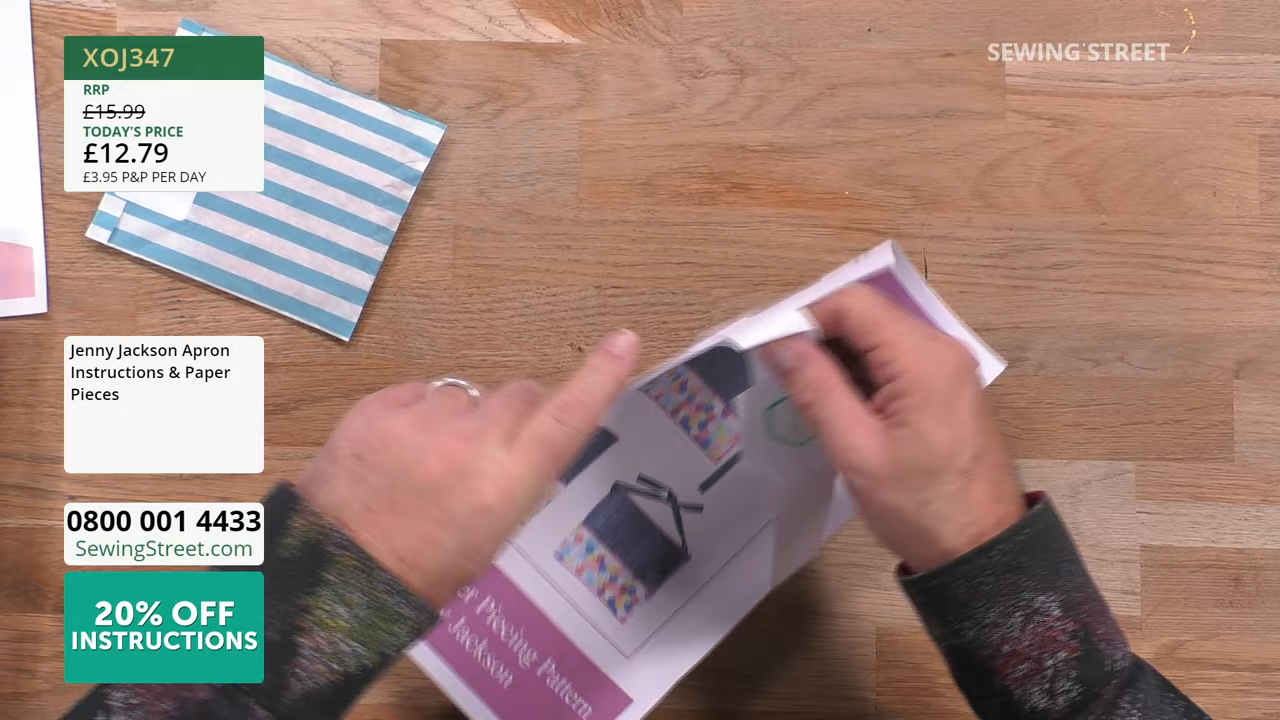 XOJ347
RRP
£15.99
TODAY'S PRICE
£12.79
£3.95 P&P PER DAY
SEWING STREET
Jenny Jackson Apron
Instructions & Paper
Pieces
0800 001 4433
SewingStreet.com
20% OFF
INSTRUCTIONS
Piecing Pattern
Jackson